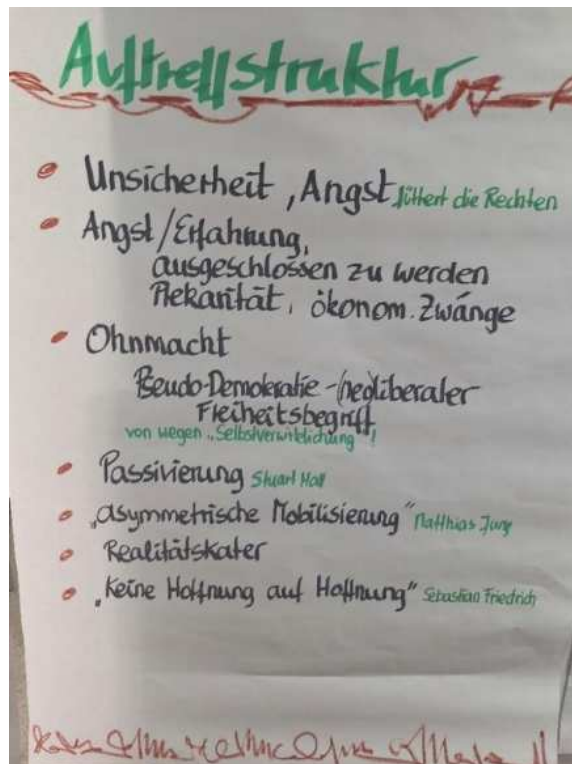 Auftreffstruktur
Unsicherheit, Angst füttert die Rechten
Angst/Erfahrung,
ausgeschlossen zu werden
Prekarität, ökonom. Zwänge
Ohnmacht
Pseudo-Demokratie - (neo)liberaler
Freiheitsbegriff
von wegen „Selbstverwirklichung"!
Passivierung Stuart Hall
„asymmetrische Mobilisierung" Matthias Jung
Realitätskater
„Keine Hoffnung auf Hoffnung" Sebastian Friedrich